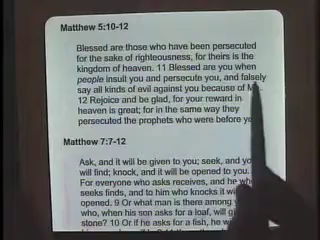 Matthew 5:10-12
Blessed are those who have been persecuted
for the sake of righteousness, for theirs is the
kingdom of heaven. 11 Blessed are you when
people insult you and persecute you, and falsely
say all kinds of evil against you because of
12 Rejoice and be glad, for your reward in
heaven is great; for in the same way they
persecuted the prophets who were before
Matthew 7:7-12
Ask, and it will be given to you; seek, and
will find; knock, and it will be opened to you.
For everyone who asks receives, and he
seeks finds, and to him who knocks it
opened. 9 Or what man is there among
who, when his son asks for a loaf, will
stone? 10 Or if he asks for a